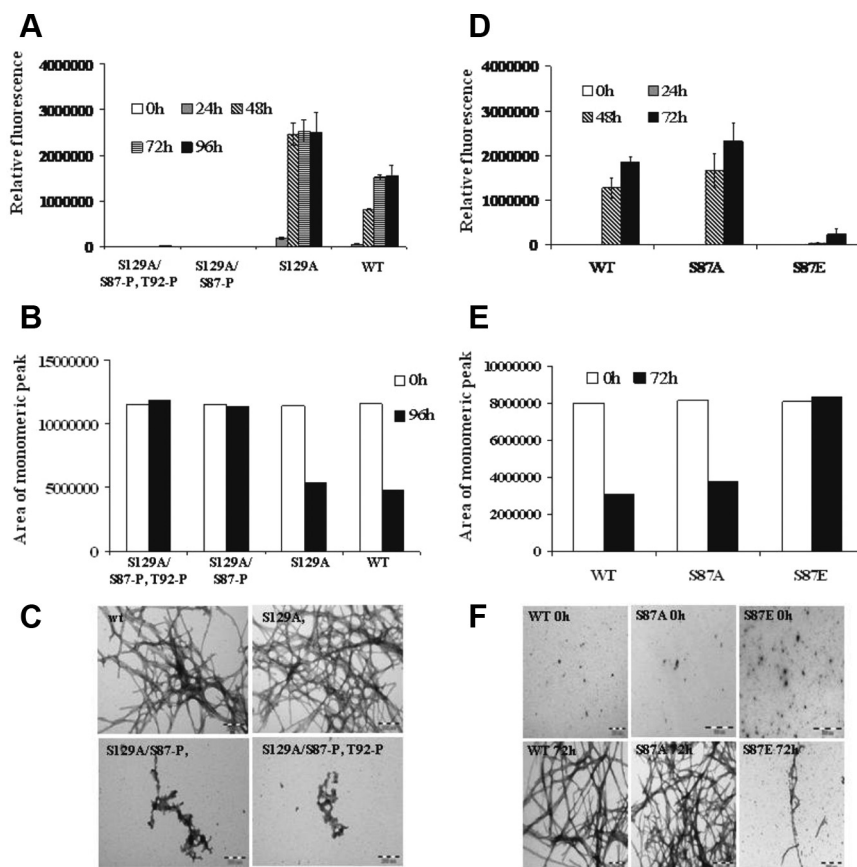 A
Relative fluorescence
4000000
3000000
2000000
1000000
0
0h 24h 48h
72h 96h
S129A/
S87-P, T92-P
S129A/
S87-P
S129A
WT
D
Relative fluorescence
4000000
3000000
2000000
1000000
0
0h 24h
48h 72h
WT S87A S87E
B
Area of monomeric peak
15000000
10000000
5000000
0
0h
96h
S129A/
S87-P, T92-P
S129A/
S87-P
S129A
WT
E
Area of monomeric peak
10000000
8000000
6000000
4000000
2000000
0
0h 72h
WT S87A S87E
C
wt
S129A,
S129A/S87-P,
S129A/S87-P, T92-P
F
WT 0h
S87A 0h
S87E 0h
WT 72h
S87A 72h
S87E 72h